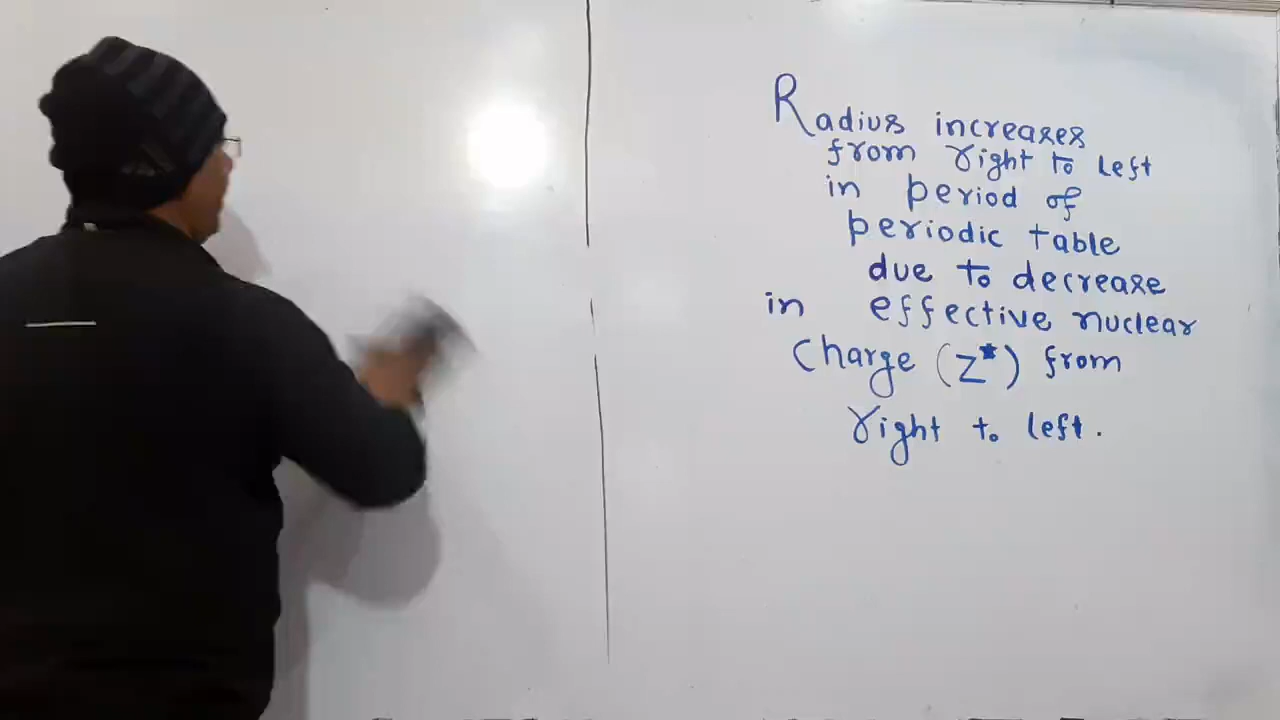 Radius increases
from right to left
in period of
periodic table
due to decrease
in effective nuclear
Charge (Z*) from
right to left.